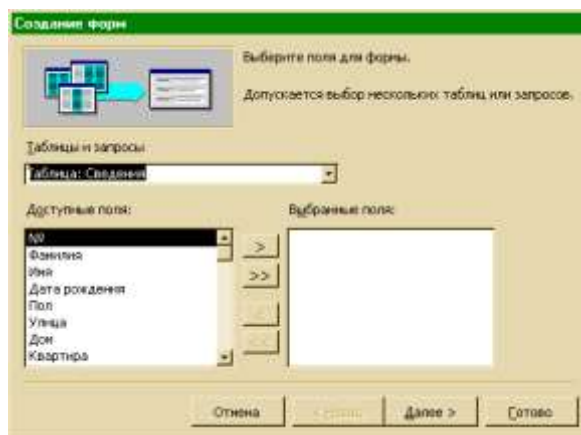 Создание форм
Выберите поля для формы.
Допускается выбор нескольких таблиц или запросов.
Таблицы и запросы
Таблица: Сведения
Доступные поля:
Выбранные поля:
№
Фамилия
Имя
Дата рождения
Пол
Улица
Дом
Квартира
>
>>
<
<<
Отмена
< Назад
Далее >
Готово